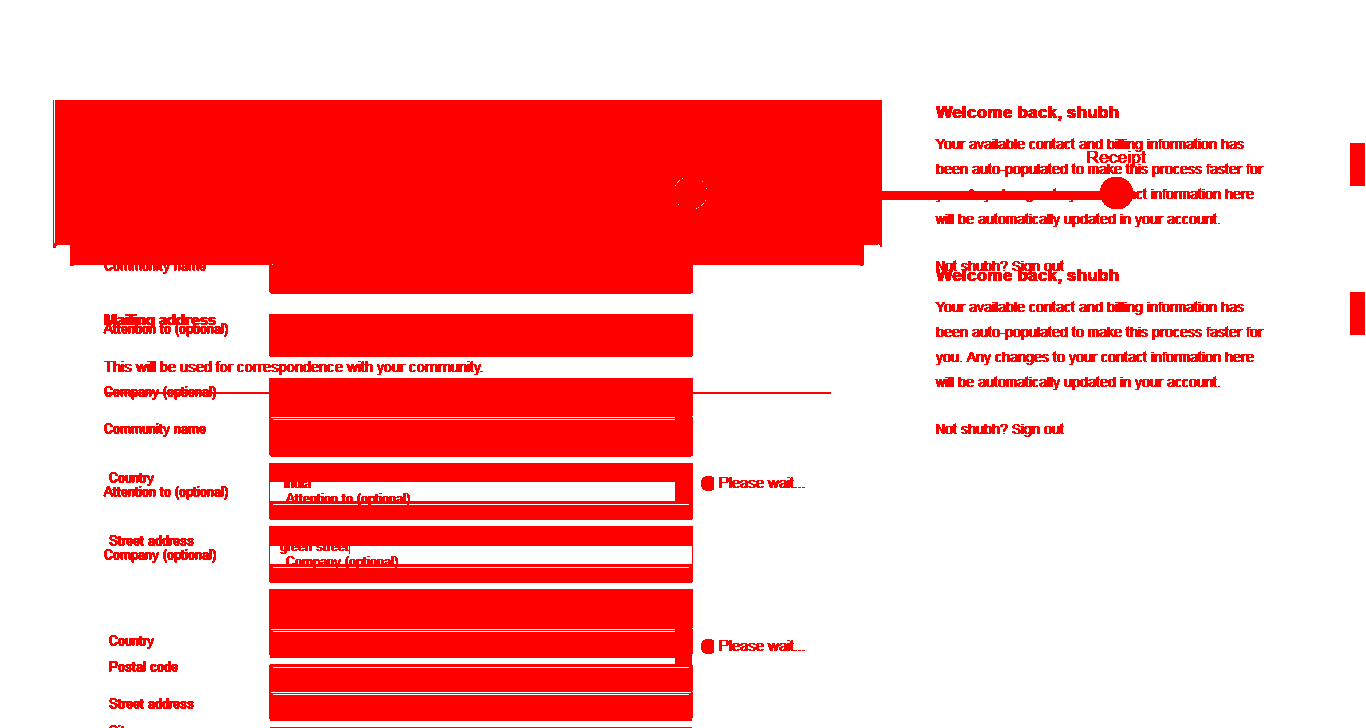 Welcome back, shubh
Your available contact and billing information has
Receipt
been auto-populated to make this process faster for
ct information here
will be automatically updated in your account.
Community name
Not shubh? Sign out
Welcome back, shubh
Your available contact and billing information has
Mailing address
Attention to (optional)
been auto-populated to make this process faster for
you. Any changes to your contact information here
This will be used for correspondence with your community.
will be automatically updated in your account.
Company (optional)
Community name
Not shubh? Sign out
Country
India
Please wait...
Attention to (optional)
Attention to (optional)
Street address
green street
Company (optional)
Company (optional)
Country
Please wait...
Postal code
Street address